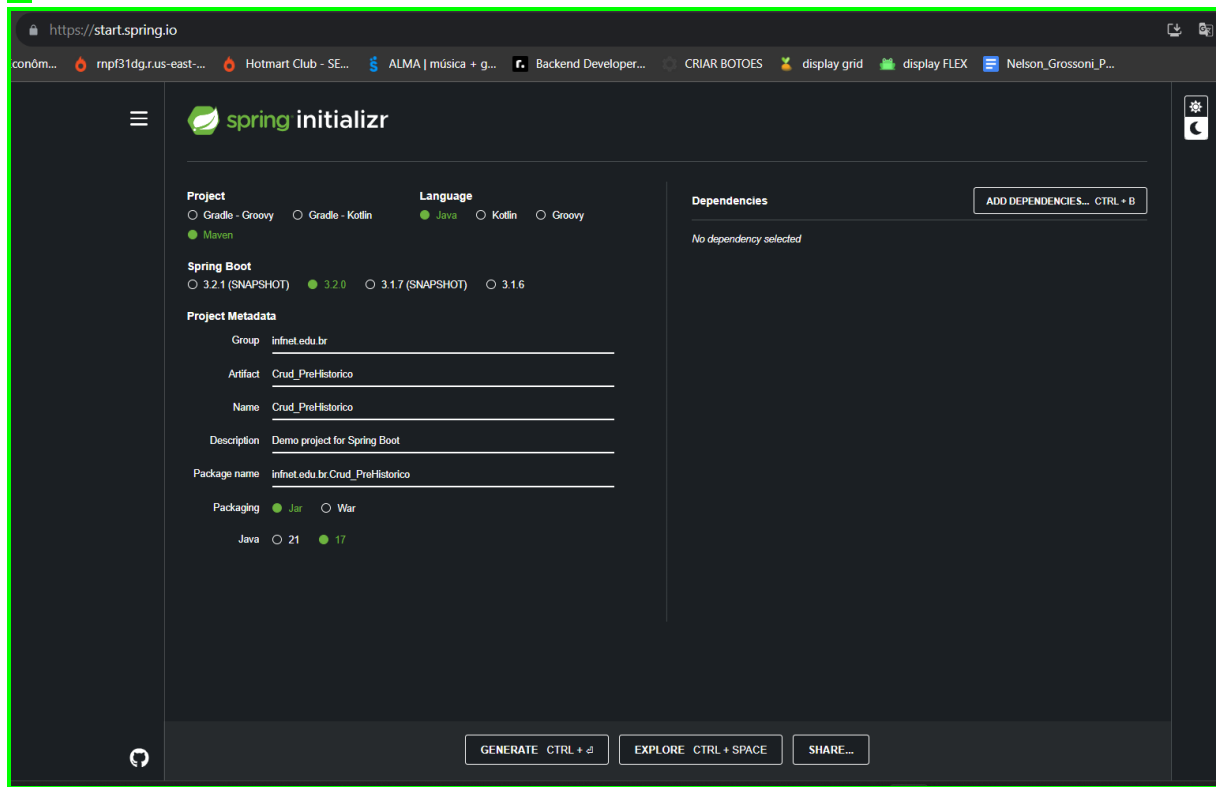 https://start.spring.io
conôm... rnpf31dg.r.us-east-... Hotmart Club - SE... ALMA | música + g... Backend Developer... CRIAR BOTOES display grid display FLEX Nelson_Grossoni_P...
spring initializr
Project
Gradle - Groovy Gradle - Kotlin
Maven
Language
Java Kotlin Groovy
Spring Boot
3.2.1 (SNAPSHOT) 3.2.0 3.1.7 (SNAPSHOT) 3.1.6
Project Metadata
Group infnet.edu.br
Artifact Crud_PreHistorico
Name Crud_PreHistorico
Description Demo project for Spring Boot
Package name infnet.edu.br.Crud_PreHistorico
Packaging Jar War
Java 21 17
Dependencies
ADD DEPENDENCIES... CTRL + B
No dependency selected
GENERATE CTRL + ⏎
EXPLORE CTRL + SPACE
SHARE...